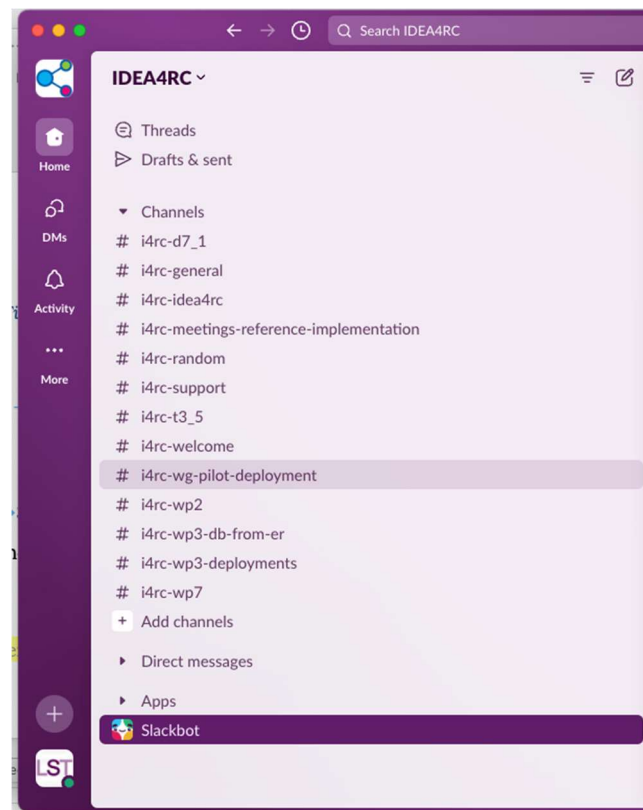 Search IDEA4RC
IDEA4RC
Home
DMs
Activity
More
Threads
Drafts & sent
Channels
# i4rc-d7_1
# i4rc-general
# i4rc-idea4rc
# i4rc-meetings-reference-implementation
# i4rc-random
# i4rc-support
# i4rc-t3_5
# i4rc-welcome
# i4rc-wg-pilot-deployment
# i4rc-wp2
# i4rc-wp3-db-from-er
# i4rc-wp3-deployments
# i4rc-wp7
+ Add channels
Direct messages
Apps
Slackbot
+
LST